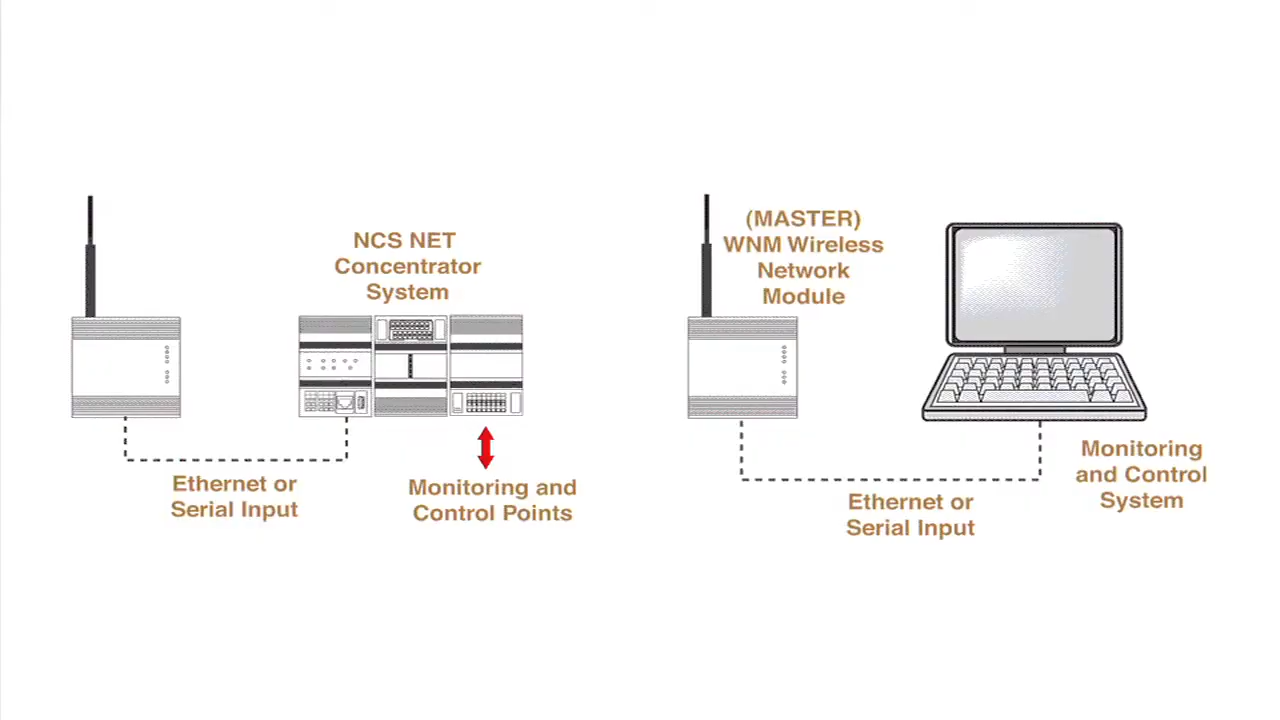 NCS NET
Concentrator
System
Ethernet or
Serial Input
Monitoring and
Control Points
(MASTER)
WNM Wireless
Network
Module
Ethernet or
Serial Input
Monitoring
and Control
System